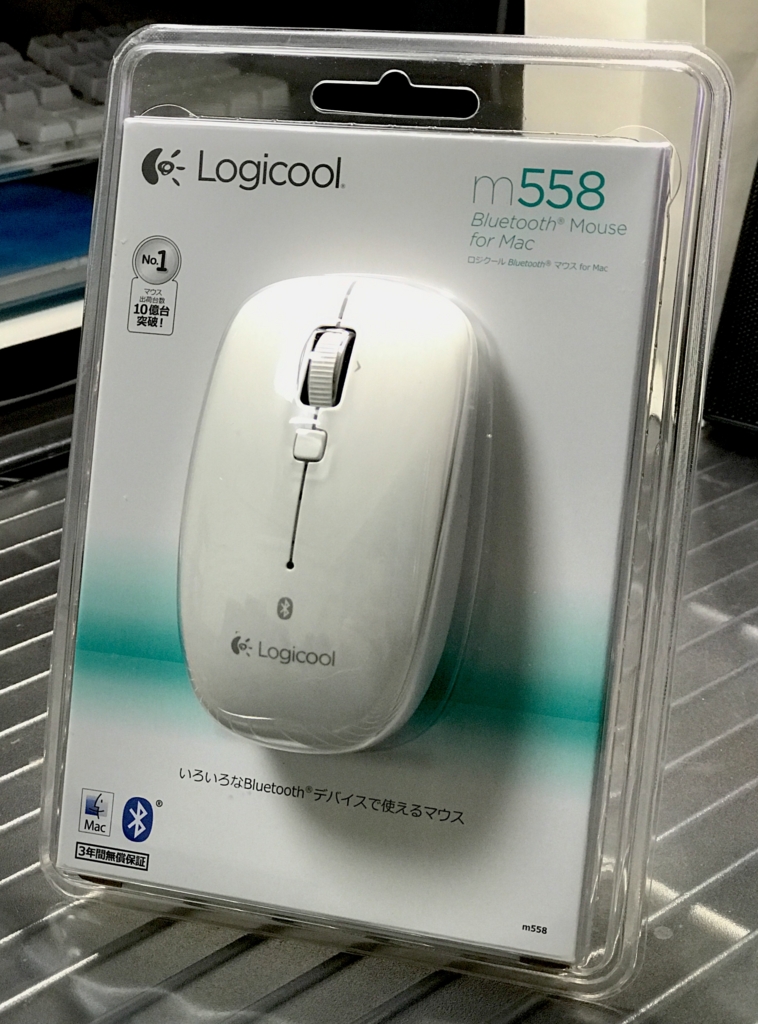 Logicool®
m558
Bluetooth® Mouse
for Mac
ロジクール Bluetooth® マウス for Mac
No.1
マウス
出荷台数
10億台
突破！
Logicool
いろいろなBluetooth®デバイスで使えるマウス
Mac
®
3年間無償保証
m558